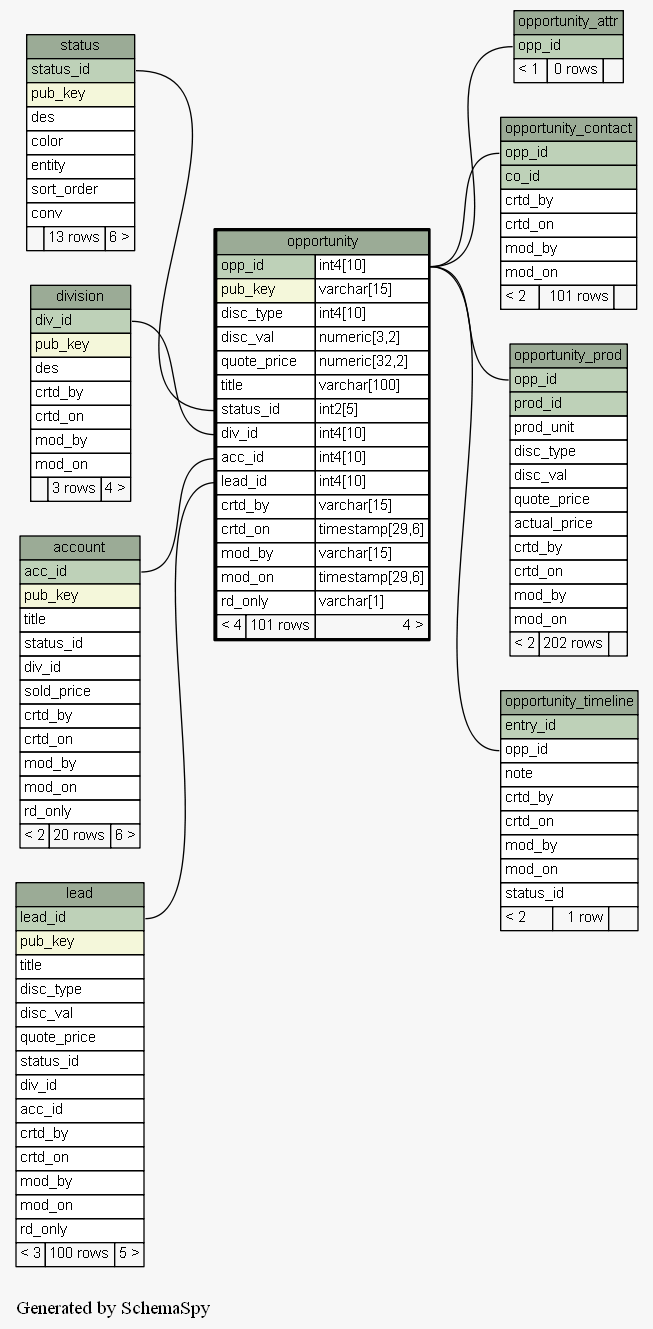 status
status_id
pub_key
des
color
entity
sort_order
conv
13 rows 6 >
division
div_id
pub_key
des
crtd_by
crtd_on
mod_by
mod_on
3 rows 4 >
account
acc_id
pub_key
title
status_id
div_id
sold_price
crtd_by
crtd_on
mod_by
mod_on
rd_only
< 2 20 rows 6 >
lead
lead_id
pub_key
title
disc_type
disc_val
quote_price
status_id
div_id
acc_id
crtd_by
crtd_on
mod_by
mod_on
rd_only
< 3 100 rows 5 >
opportunity
opp_id int4[10]
pub_key varchar[15]
disc_type int4[10]
disc_val numeric[3,2]
quote_price numeric[32,2]
title varchar[100]
status_id int2[5]
div_id int4[10]
acc_id int4[10]
lead_id int4[10]
crtd_by varchar[15]
crtd_on timestamp[29,6]
mod_by varchar[15]
mod_on timestamp[29,6]
rd_only varchar[1]
< 4 101 rows 4 >
opportunity_attr
opp_id
< 1 0 rows
opportunity_contact
opp_id
co_id
crtd_by
crtd_on
mod_by
mod_on
< 2 101 rows
opportunity_prod
opp_id
prod_id
prod_unit
disc_type
disc_val
quote_price
actual_price
crtd_by
crtd_on
mod_by
mod_on
< 2 202 rows
opportunity_timeline
entry_id
opp_id
note
crtd_by
crtd_on
mod_by
mod_on
status_id
< 2 1 row
Generated by SchemaSpy